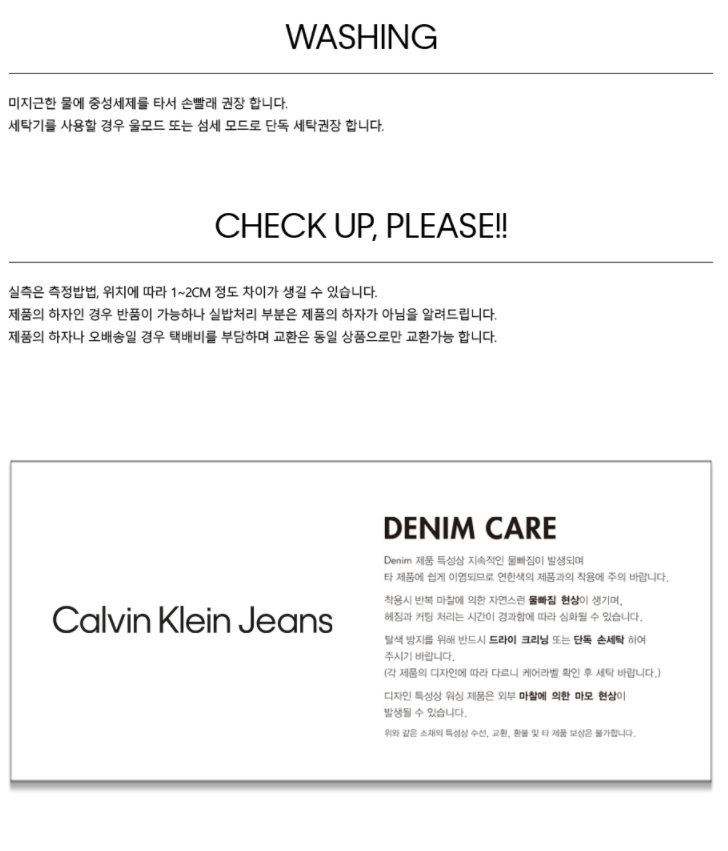 WASHING
미지근한 물에 중성세제를 타서 손빨래 권장 합니다.
세탁기를 사용할 경우 울모드 또는 섬세 모드로 단독 세탁권장 합니다.
CHECK UP, PLEASE!!
실측은 측정밥법, 위치에 따라 1~2CM 정도 차이가 생길 수 있습니다.
제품의 하자인 경우 반품이 가능하나 실밥처리 부분은 제품의 하자가 아님을 알려드립니다.
제품의 하자나 오배송일 경우 택배비를 부담하며 교환은 동일 상품으로만 교환가능 합니다.
Calvin Klein Jeans
DENIM CARE
Denim 제품 특성상 지속적인 물빠짐이 발생되며
타 제품에 쉽게 이염되므로 연한색의 제품과의 착용에 주의 바랍니다.
착용시 반복 마찰에 의한 자연스런 물빠짐 현상이 생기며,
헤짐과 커팅 처리는 시간이 경과함에 따라 심화될 수 있습니다.
탈색 방지를 위해 반드시 드라이 크리닝 또는 단독 손세탁 하여
주시기 바랍니다.
(각 제품의 디자인에 따라 다르니 케어라벨 확인 후 세탁 바랍니다.)
디자인 특성상 워싱 제품은 외부 마찰에 의한 마모 현상이
발생될 수 있습니다.
위와 같은 소재의 특성상 수선, 교환, 환불 및 타 제품 보상은 불가합니다.